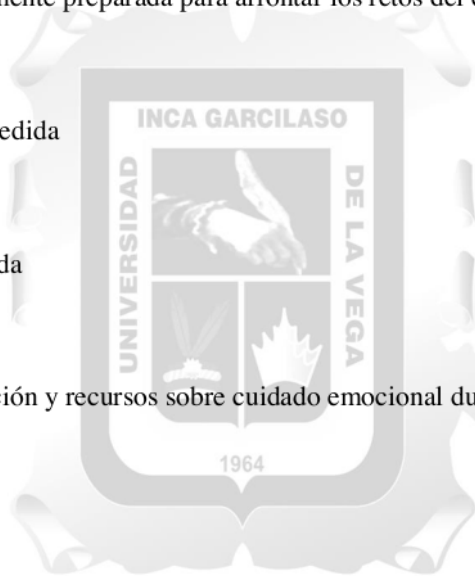 mente preparada para afrontar los retos del
INCA GARCILASO
edida
UNIVERSIDAD
DE LA VEGA
da
ción y recursos sobre cuidado emocional du
1964